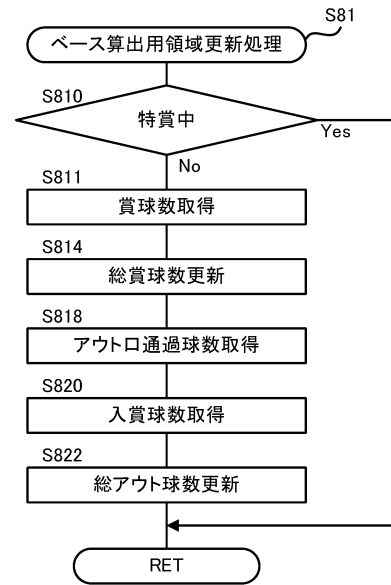 S81
ベース算出用領域更新処理
S810
特賞中
Yes
No
S811
賞球数取得
S814
総賞球数更新
S818
アウト口通過球数取得
S820
入賞球数取得
S822
総アウト球数更新
RET